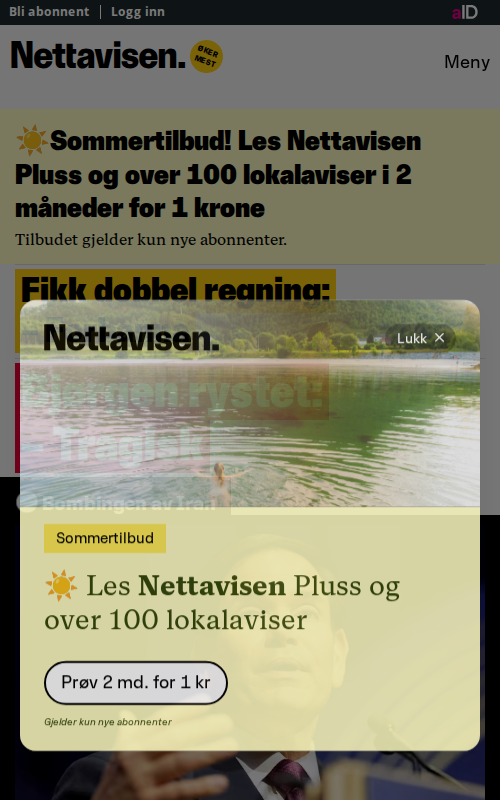 Bli abonnent | Logg inn
aID
Nettavisen.
ØKER
MEST
Meny
☀️Sommertilbud! Les Nettavisen
Pluss og over 100 lokalaviser i 2
måneder for 1 krone
Tilbudet gjelder kun nye abonnenter.
Fikk dobbel regning:
Nettavisen.
Lukk ✕
Bjørgen rystet:
– Tragisk
Bombingen av Iran
Sommertilbud
☀️ Les Nettavisen Pluss og
over 100 lokalaviser
Prøv 2 md. for 1 kr
Gjelder kun nye abonnenter